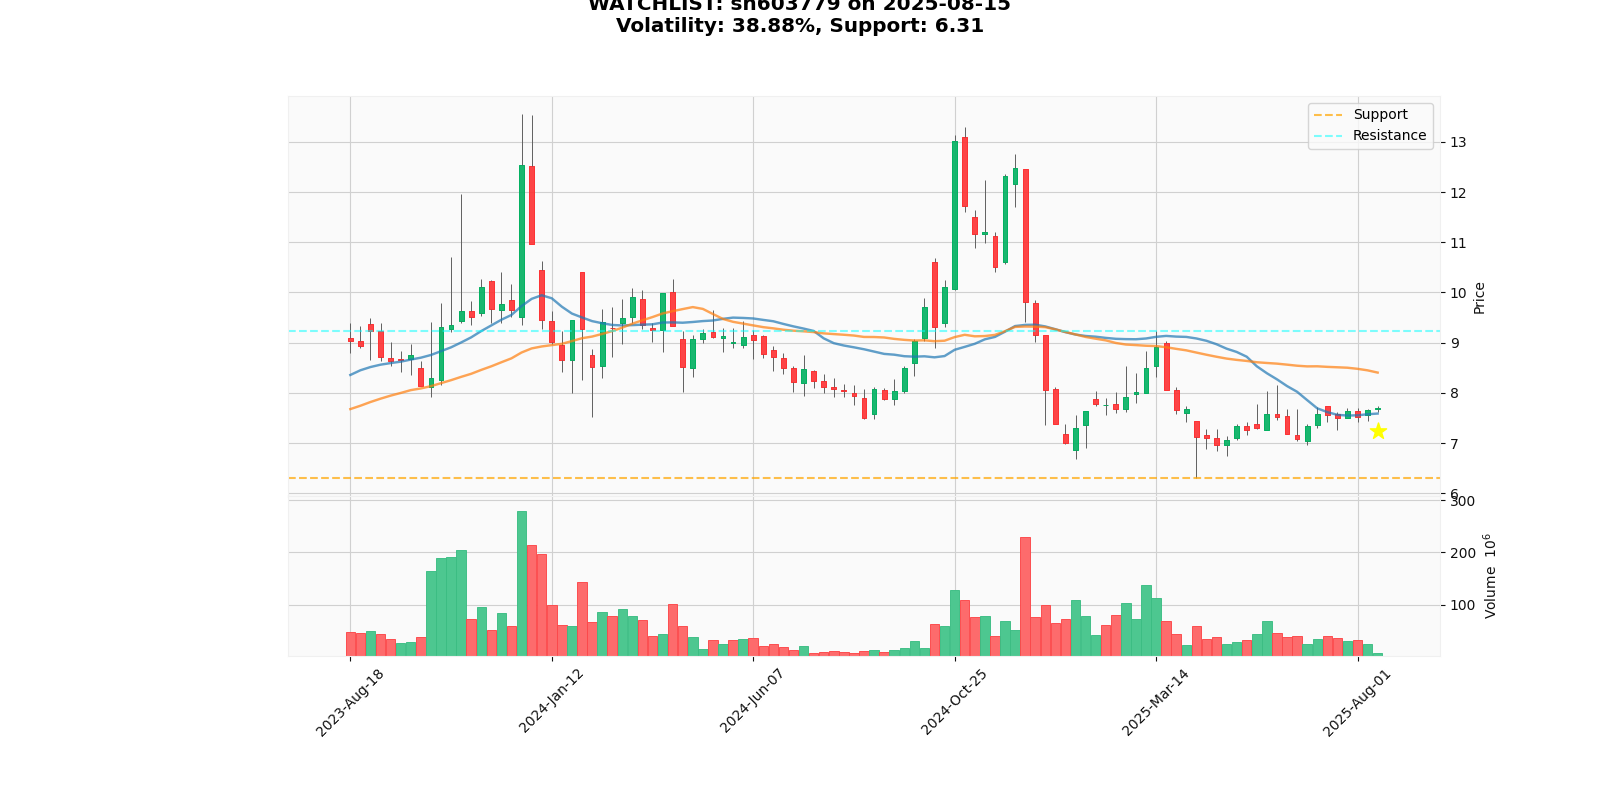 WATCHLIST: sh603779 on 2025-08-15
Volatility: 38.88%, Support: 6.31
Support
Resistance
13
12
11
10
9
8
7
6
Price
300
200
100
Volume 10^6
2023-Aug-18
2024-Jan-12
2024-Jun-07
2024-Oct-25
2025-Mar-14
2025-Aug-01